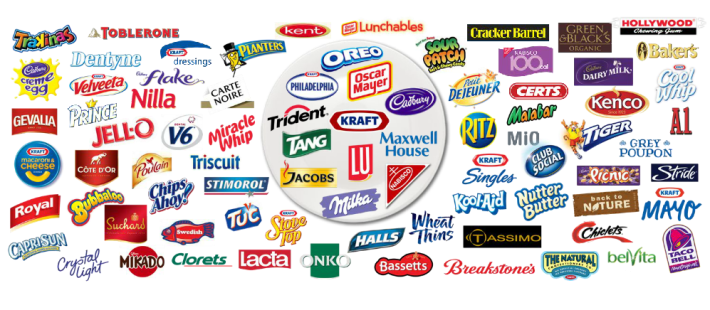 Trakinas
TOBLERONE
kent
Oscar Mayer
Lunchables
Cracker Barrel
GREEN
&BLACK'S
ORGANIC
HOLLYWOOD
Chewing Gum
Dentyne
KRAFT
dressings
PLANTERS
OREO
SOUR
PATCH
NABISCO
100 cal
Baker's
Cadbury
creme
egg
KRAFT
Velveeta
Cadbury
flake
CARTE
NOIRE
KRAFT
PHILADELPHIA
Oscar
Mayer
Petit
DEJEUNER
CERTS
Cadbury
DAIRY MILK
KRAFT
Cool
Whip
PRINCE
Nilla
Trident
Cadbury
Kenco
GEVALIA
JELL-O
V6
Miracle
Whip
KRAFT
TANG
Maxwell
House
RITZ
Malabar
MiO
TIGER
A1
GREY
POUPON
KRAFT
macaroni &
CHEESE
CÔTE D'OR
Poulain
Triscuit
JACOBS
LU
NABISCO
KRAFT
Singles
CLUB
SOCIAL
Picnic
Stride
Royal
Bubbaloo
Chips
Ahoy!
STIMOROL
Milka
Kool-Aid
Nutter
Butter
back to
NATURE
KRAFT
MAYO
CAPRI SUN
Suchard
Swedish
TUC
KRAFT
Stove
Top
HALLS
Wheat
Thins
TASSIMO
Chiclets
TACO
BELL
Crystal
Light
MIKADO
Clorets
Lacta
ONKO
Bassetts
Breakstone's
THE NATURAL
belVita